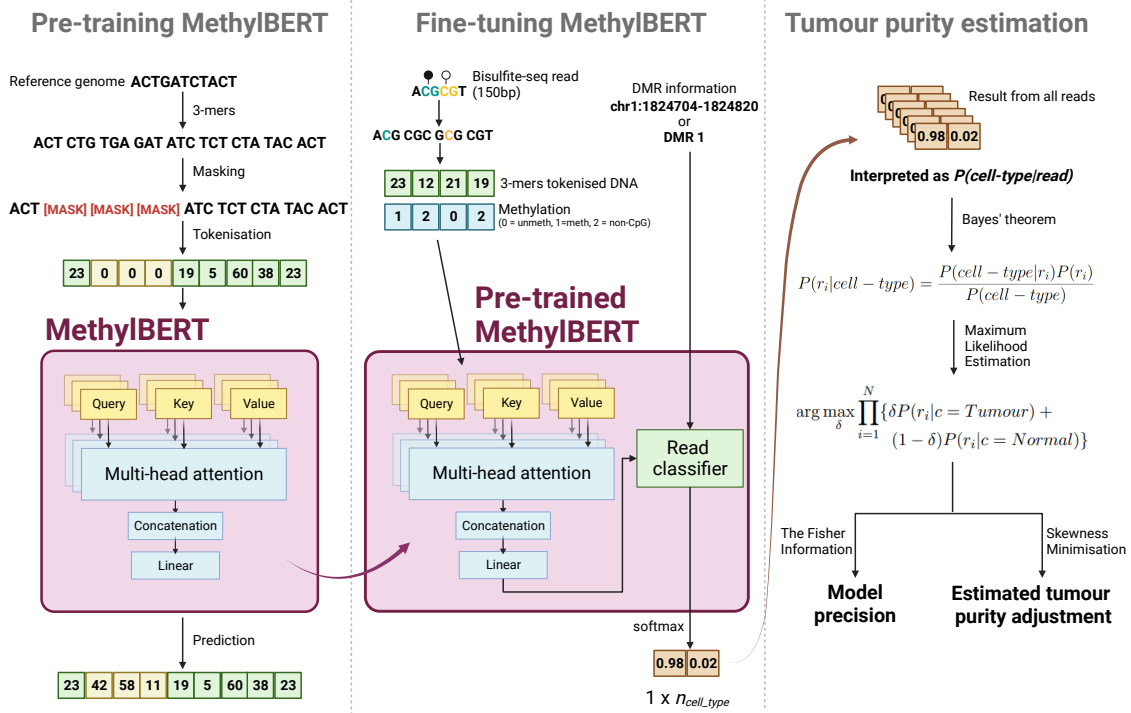 Pre-training MethylBERT
Reference genome ACTGATCTACT
3-mers
ACT CTG TGA GAT ATC TCT CTA TAC ACT
Masking
ACT [MASK] [MASK] [MASK] ATC TCT CTA TAC ACT
Tokenisation
23 0 0 0 19 5 60 38 23
MethylBERT
Query Key Value
Multi-head attention
Concatenation
Linear
Prediction
23 42 58 11 19 5 60 38 23
Fine-tuning MethylBERT
Bisulfite-seq read
(150bp)
ACGCGT
ACG CGC GCG CGT
23 12 21 19 3-mers tokenised DNA
1 2 0 2 Methylation
(0 = unmeth, 1=meth, 2 = non-CpG)
DMR information
chr1:1824704-1824820
or
DMR 1
Pre-trained
MethylBERT
Query Key Value
Multi-head attention
Concatenation
Linear
Read
classifier
softmax
0.98 0.02
1 x n_cell_type
Tumour purity estimation
Result from all reads
0.98 0.02
Interpreted as P(cell-type|read)
Bayes' theorem
P(r_i|cell − type) = P(cell − type|r_i)P(r_i) / P(cell − type)
Maximum
Likelihood
Estimation
arg max_δ ∏_{i=1}^{N} {δP(r_i|c = Tumour) +
(1 − δ)P(r_i|c = Normal)}
The Fisher
Information
Skewness
Minimisation
Model
precision
Estimated tumour
purity adjustment